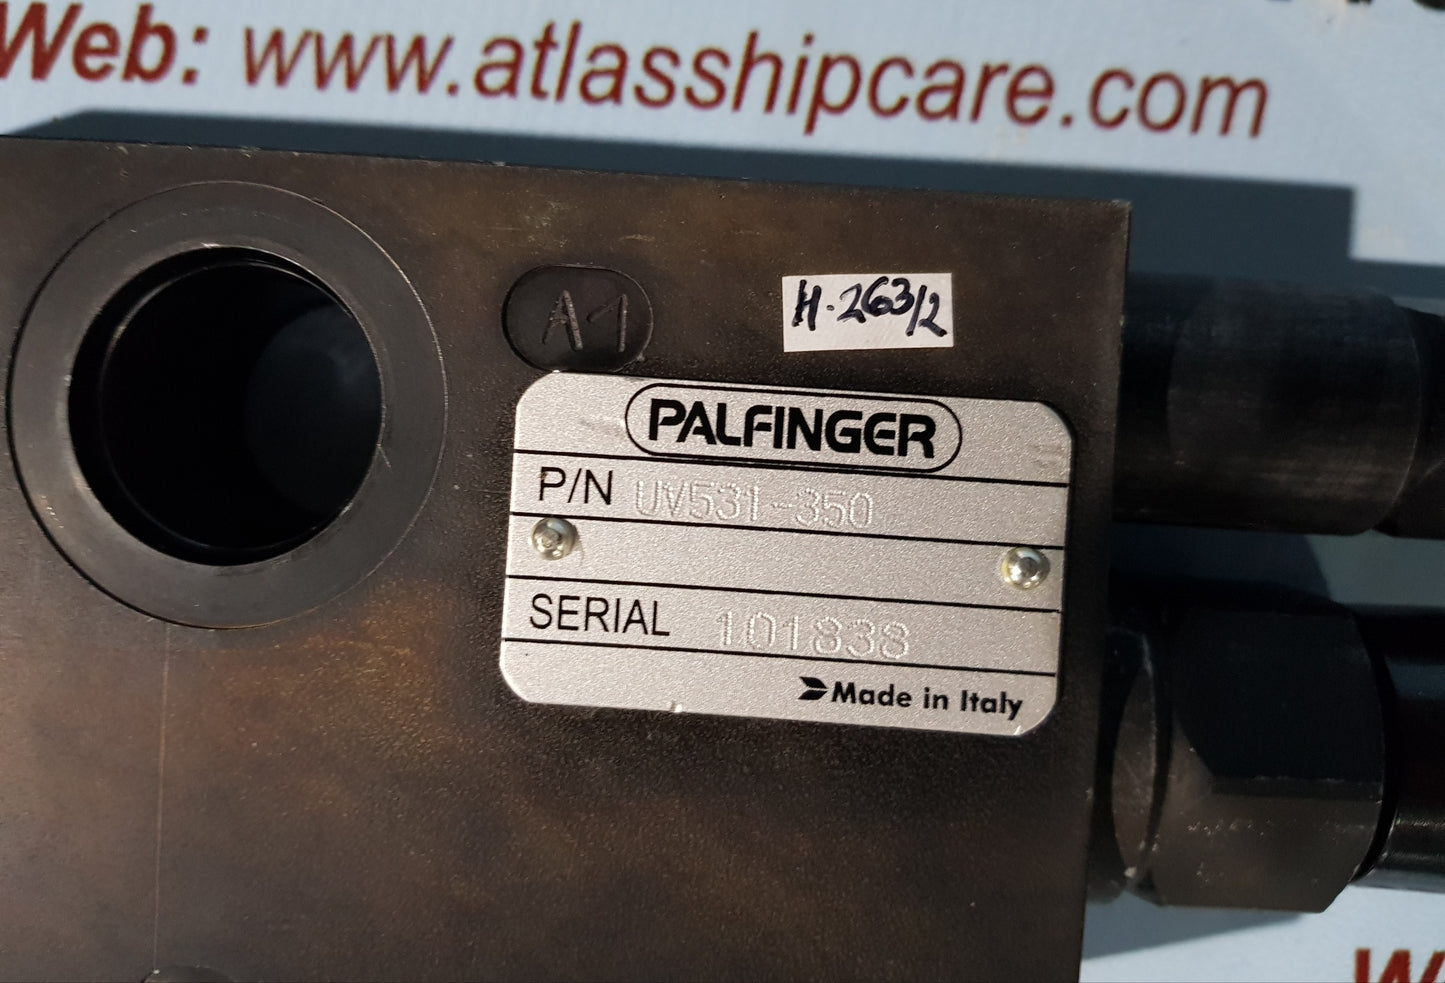 Web: www.atlasshipcare.com
A1
H-263/2
PALFINGER
P/N UV531-350
SERIAL 101838
Made in Italy